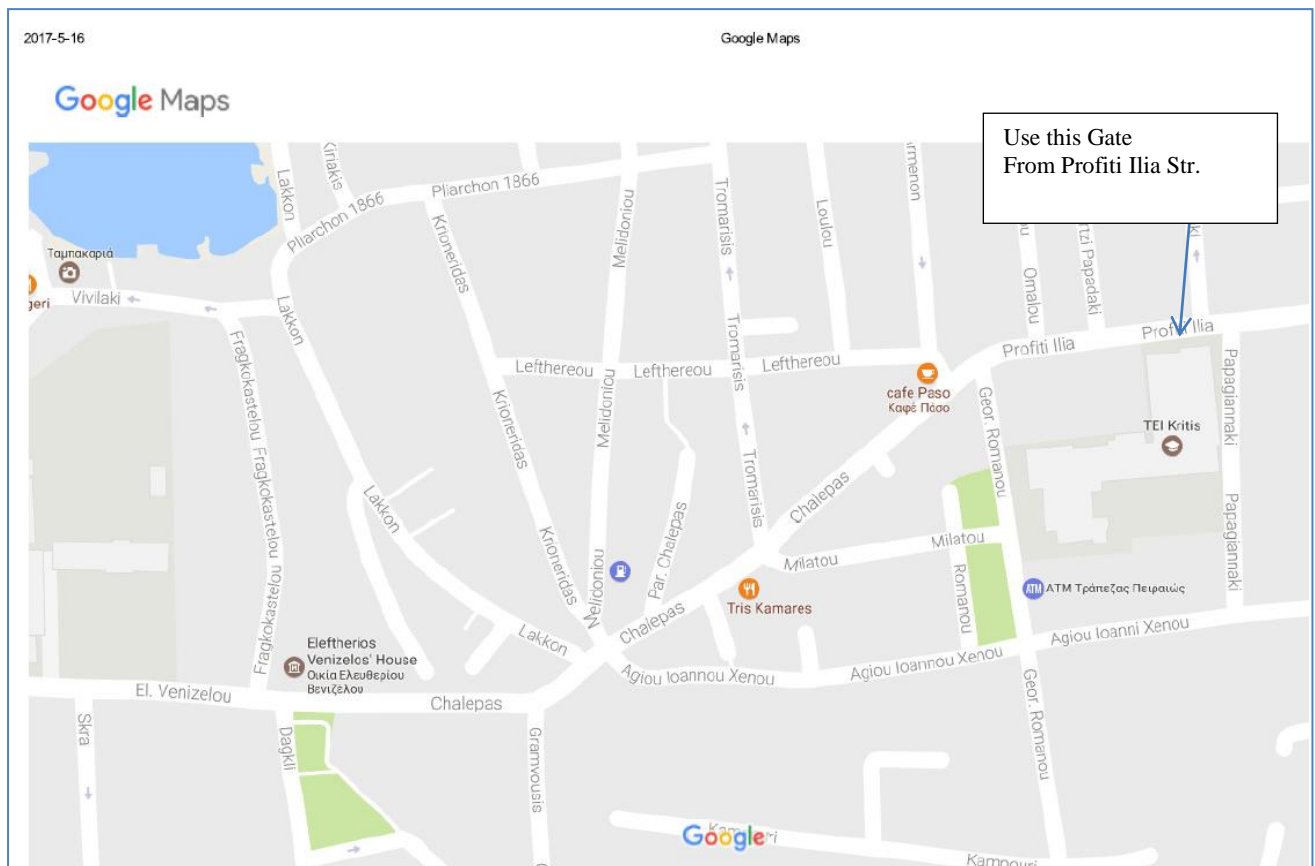 2017-5-16
Google Maps
Google Maps
Use this Gate
From Profiti Ilia Str.
Lakkon
Kiriakis
Pliarchon 1866
Pliarchon 1866
Krioneridas
Melidoniou
Tromarisis
Loulou
Omalou
Ταμπακαριά
Vivilaki
Lakkon
Fragkokastelou
Fragkokastelou
Lefthereou
Lefthereou
Lefthereou
Tromarisis
Melidoniou
Krioneridas
cafe Paso
Καφέ Πάσο
Profiti Ilia
Profiti Ilia
Geor. Romanou
Papagiannaki
TEI Kritis
Lakkon
Tromarisis
Chalepas
Krioneridas
Melidoniou
Par. Chalepas
Milatou
Milatou
Romanou
Papagiannaki
Tris Kamares
ATM
ATM Τράπεζας Πειραιώς
Fragkokastelou
Lakkon
Chalepas
Agiou Ioannou Xenou
Agiou Ioannou Xenou
Agiou Ioanni Xenou
Eleftherios
Venizelos' House
Οικία Ελευθερίου
Βενιζέλου
El. Venizelou
Chalepas
Skra
Dagkli
Gramvousis
Geor. Romanou
Google
Kampouri